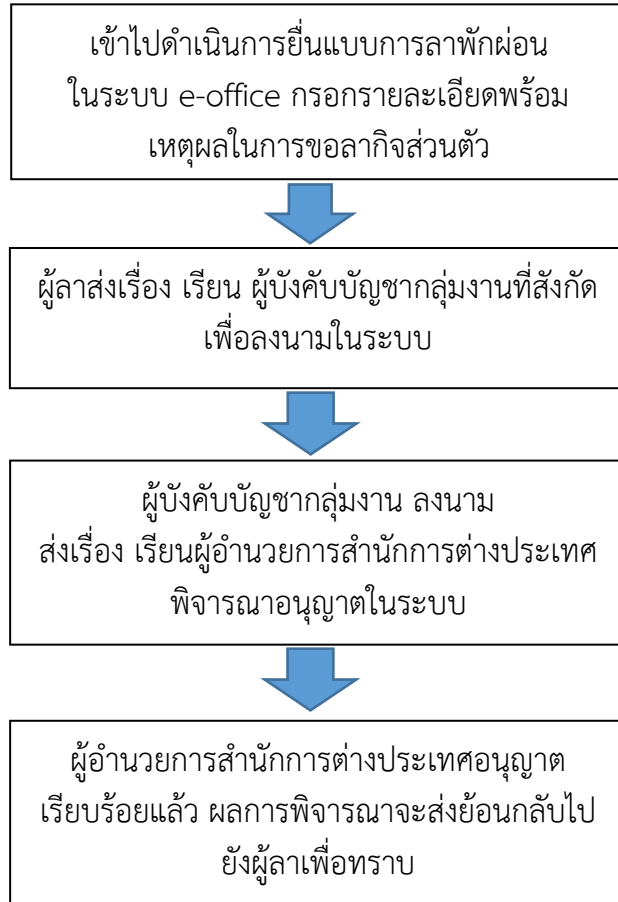 เข้าไปดำเนินการยื่นแบบการลาพักผ่อน
ในระบบ e-office กรอกรายละเอียดพร้อม
เหตุผลในการขอลากิจส่วนตัว
ผู้ลาส่งเรื่อง เรียน ผู้บังคับบัญชากลุ่มงานที่สังกัด
เพื่อลงนามในระบบ
ผู้บังคับบัญชากลุ่มงาน ลงนาม
ส่งเรื่อง เรียนผู้อำนวยการสำนักการต่างประเทศ
พิจารณาอนุญาตในระบบ
ผู้อำนวยการสำนักการต่างประเทศอนุญาต
เรียบร้อยแล้ว ผลการพิจารณาจะส่งย้อนกลับไป
ยังผู้ลาเพื่อทราบ